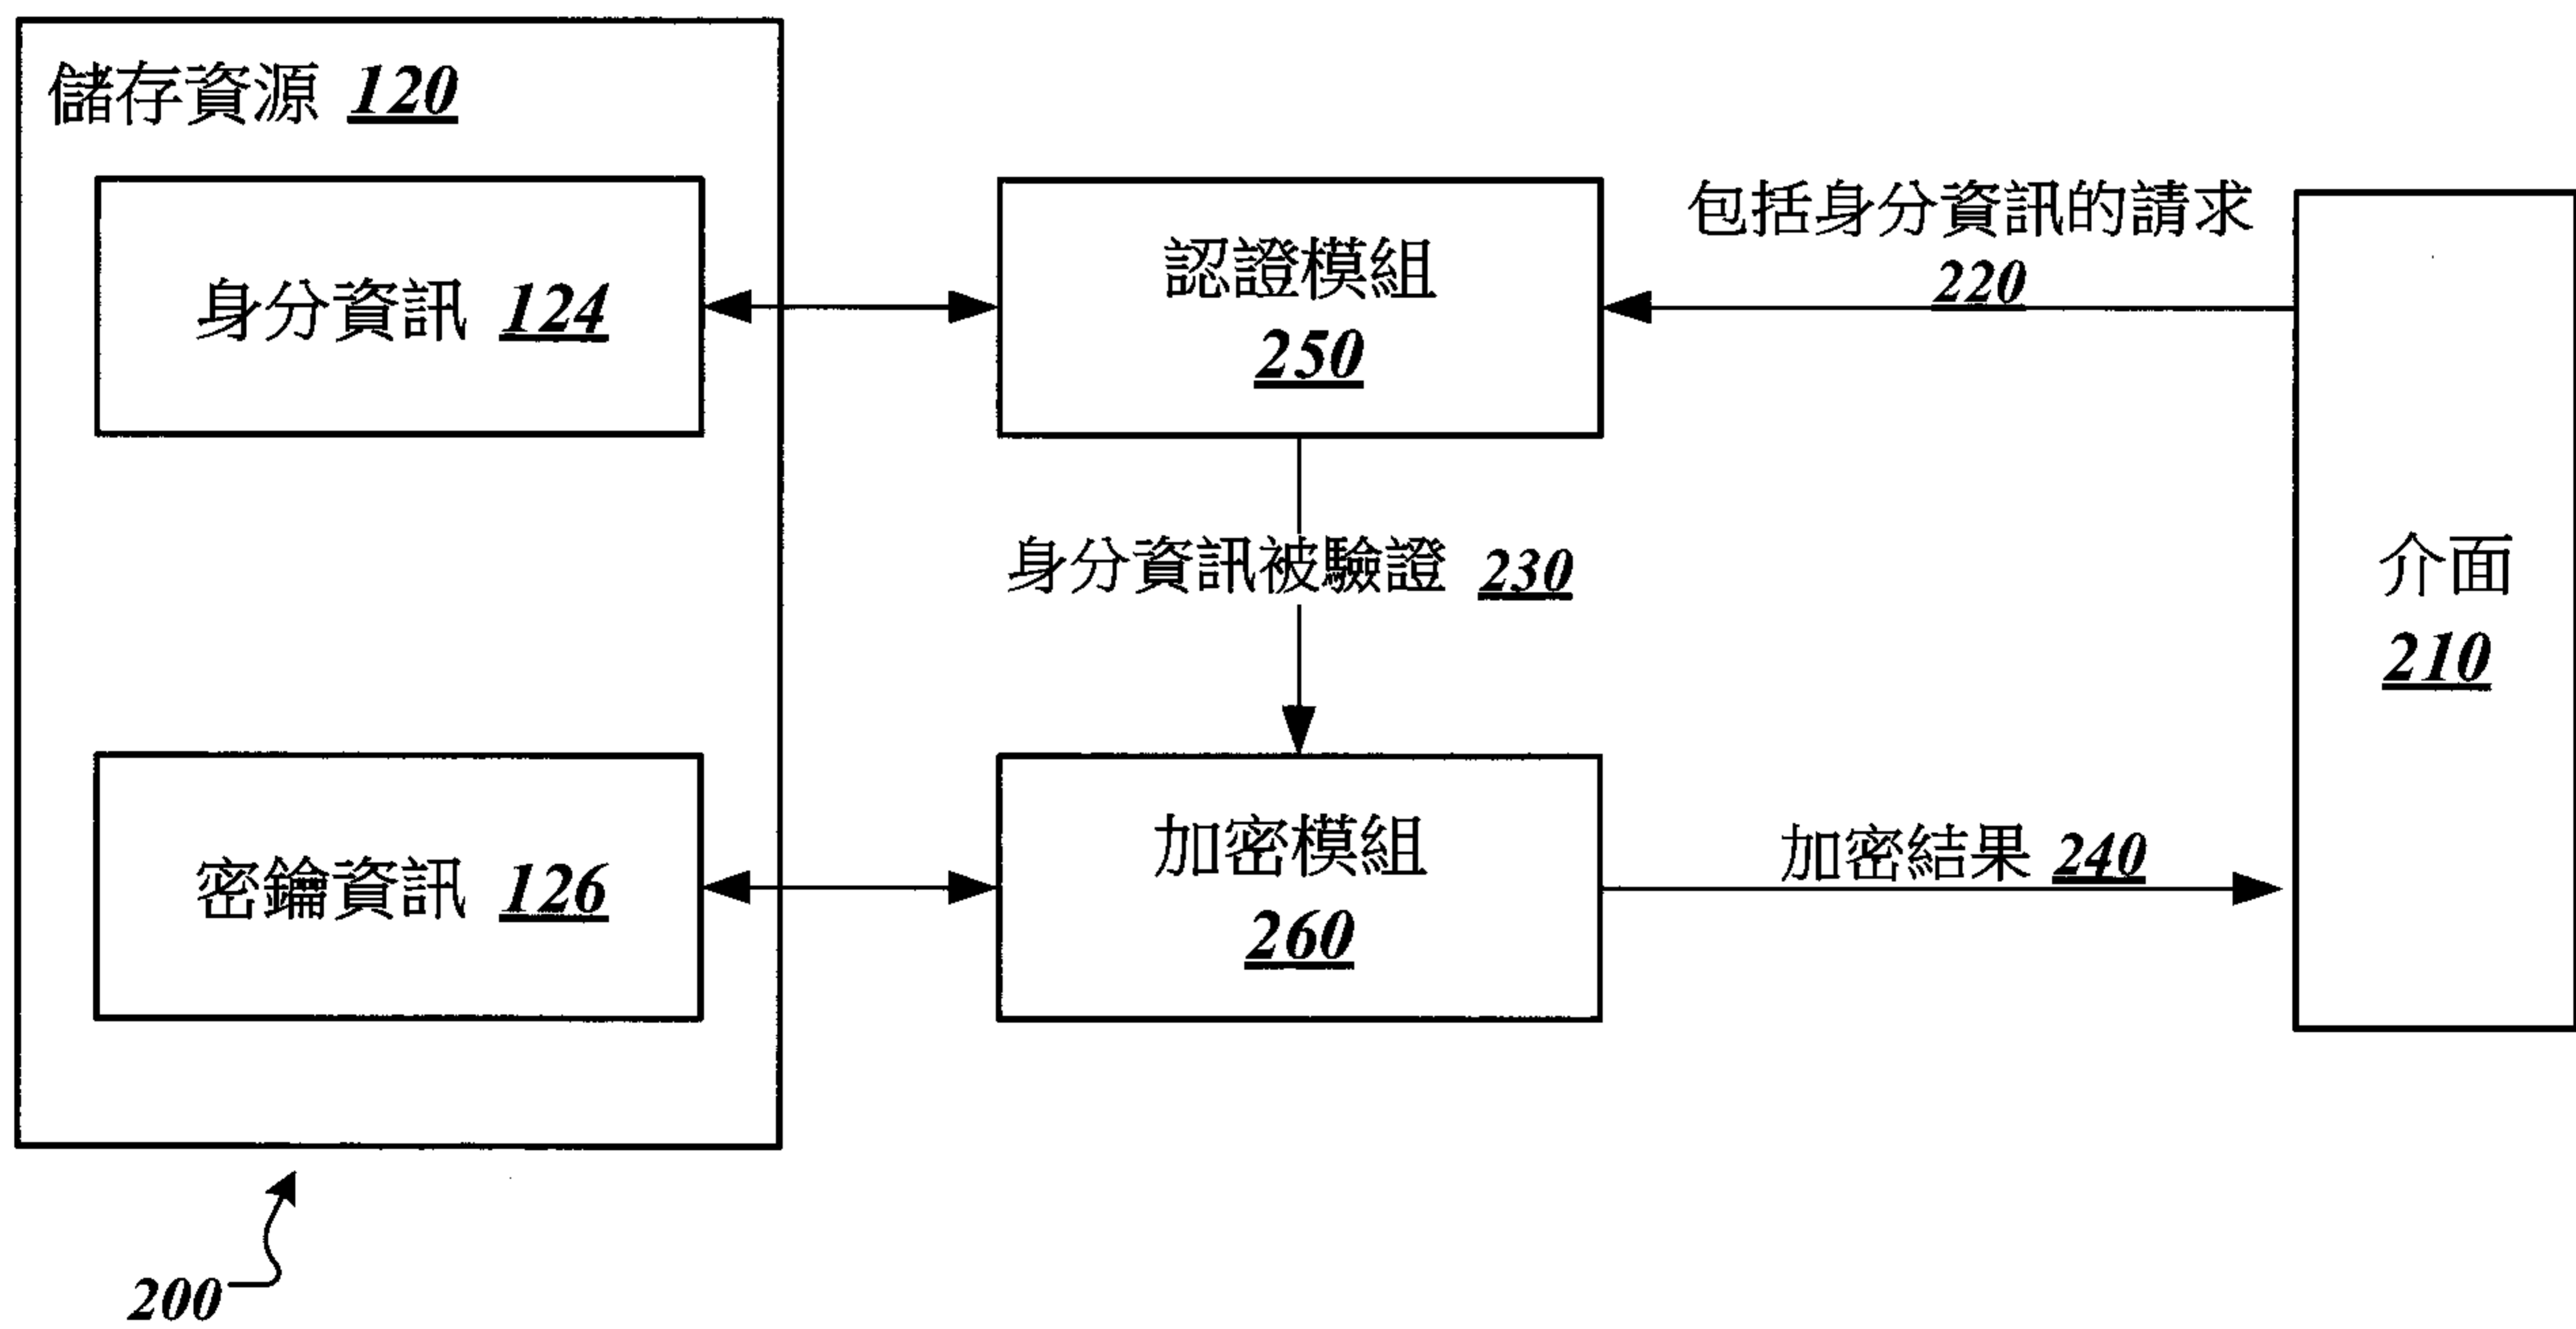 儲存資源 120
身分資訊 124
認證模組
250
包括身分資訊的請求
220
介面
210
身分資訊被驗證 230
密鑰資訊 126
加密模組
260
加密結果 240
200